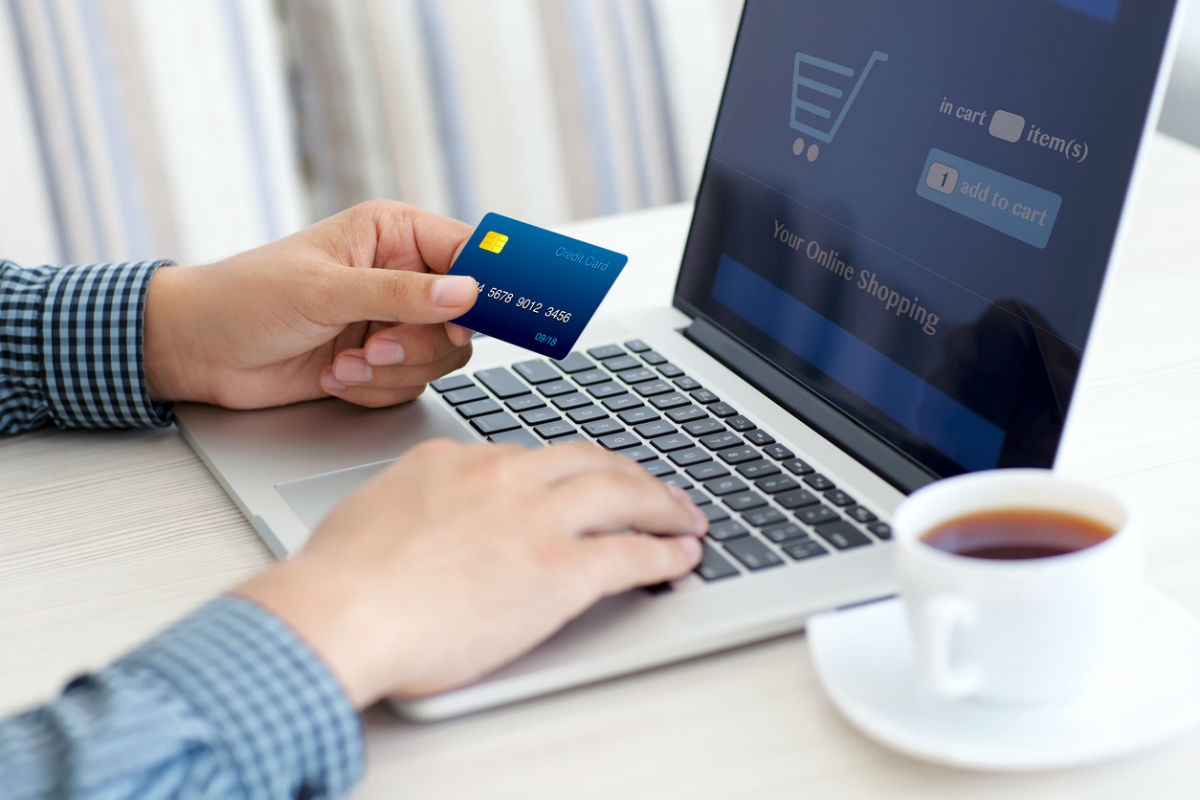 in cart item(s)
1 add to cart
Your Online Shopping
Credit Card
4 5678 9012 3456
09/18